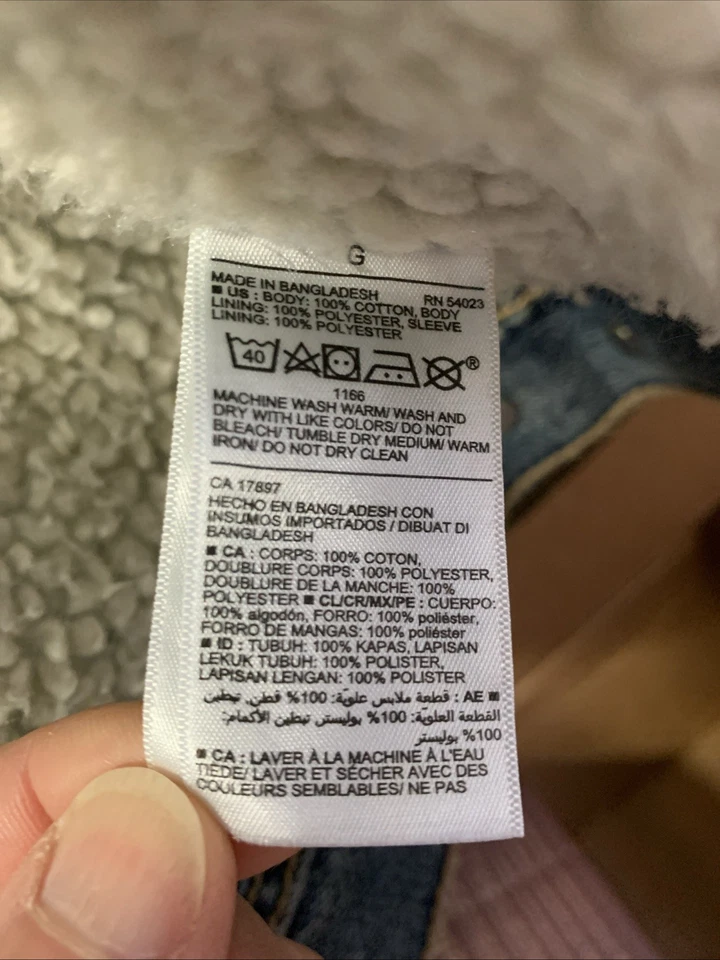 G
MADE IN BANGLADESH RN 54023
■ US : BODY: 100% COTTON, BODY
LINING: 100% POLYESTER, SLEEVE
LINING: 100% POLYESTER
40 ®
1166
MACHINE WASH WARM/ WASH AND
DRY WITH LIKE COLORS/ DO NOT
BLEACH/ TUMBLE DRY MEDIUM/ WARM
IRON/ DO NOT DRY CLEAN
CA 17897
HECHO EN BANGLADESH CON
INSUMOS IMPORTADOS / DIBUAT DI
BANGLADESH
■ CA : CORPS: 100% COTON,
DOUBLURE CORPS: 100% POLYESTER,
DOUBLURE DE LA MANCHE: 100%
POLYESTER ■ CL/CR/MX/PE : CUERPO:
100% algodón, FORRO: 100% poliéster,
FORRO DE MANGAS: 100% poliéster
■ ID : TUBUH: 100% KAPAS, LAPISAN
LEKUK TUBUH: 100% POLISTER,
LAPISAN LENGAN: 100% POLISTER
■ AE : قطعة ملابس علويّة: 100% قطن, تبطين
القطعة العلويّة: 100% بوليستر, تبطين الأكمام:
100% بوليستر
■ CA : LAVER À LA MACHINE À L'EAU
TIÈDE/ LAVER ET SÉCHER AVEC DES
COULEURS SEMBLABLES/ NE PAS